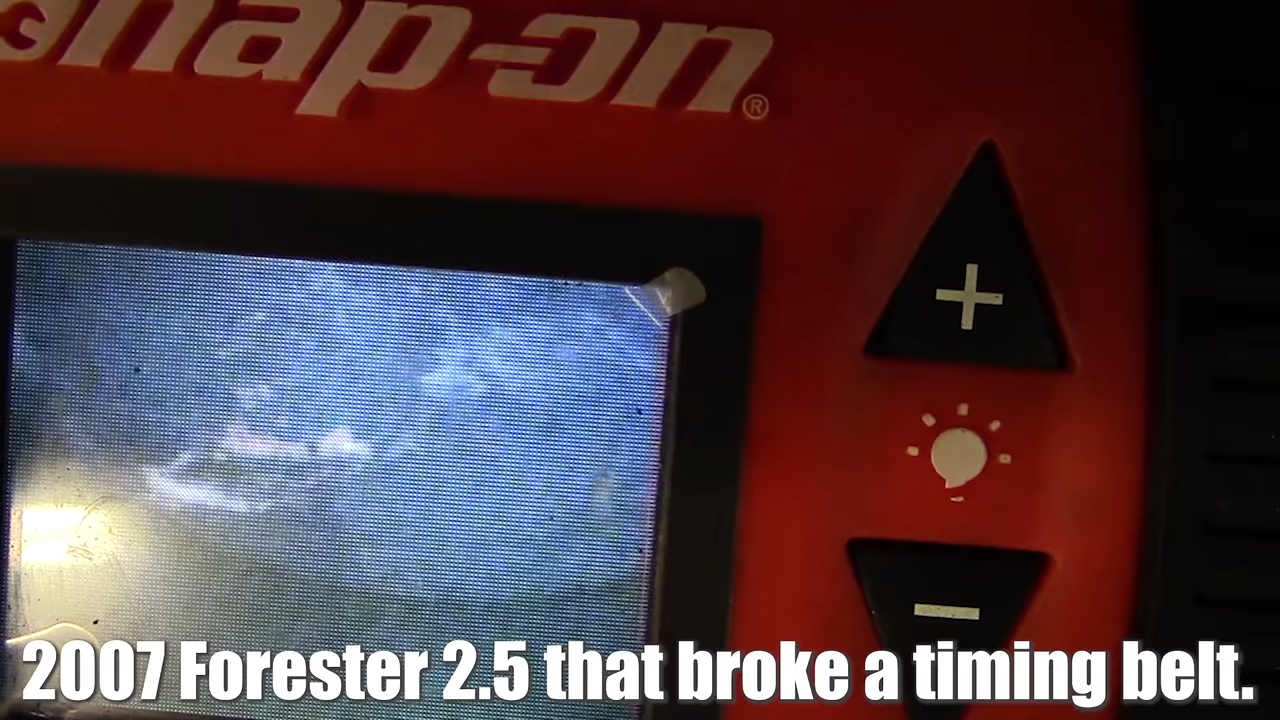 snap-on®
+
-
2007 Forester 2.5 that broke a timing belt.